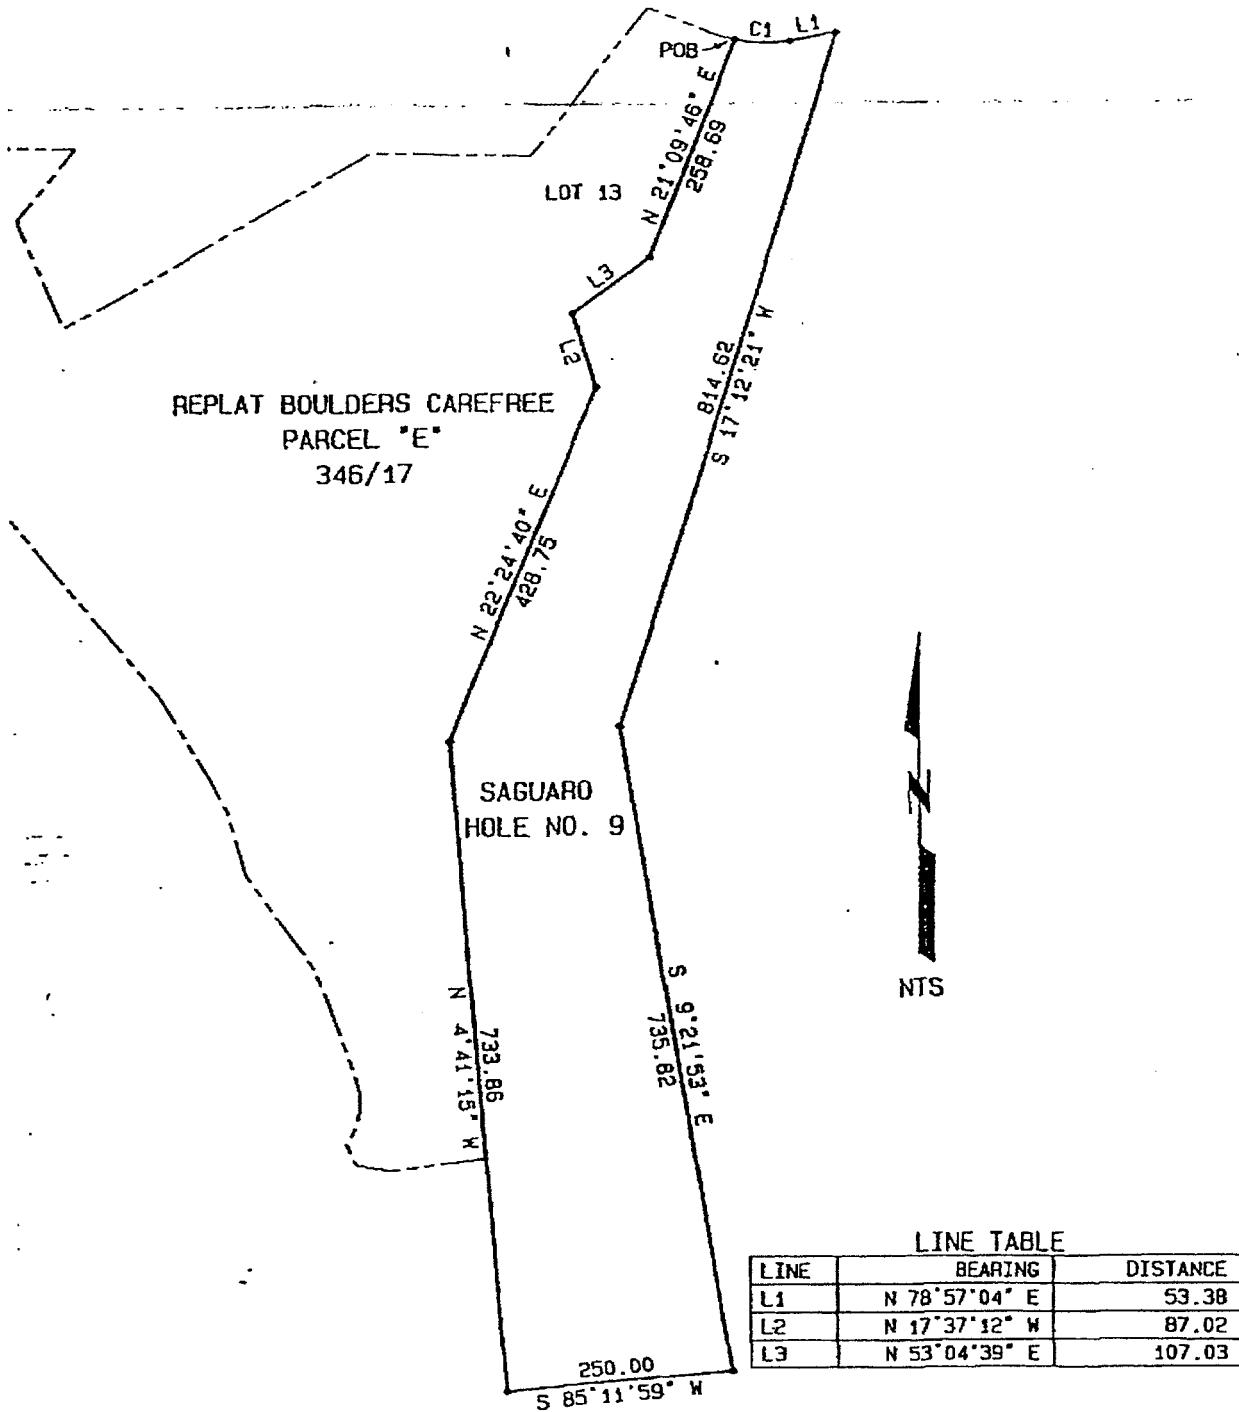 C1
L1
POB
N 21°09'46" E
258.69
LOT 13
L3
L2
814.62
S 17°12'21" W
REPLAT BOULDERS CAREFREE
PARCEL "E"
346/17
N 22°24'40" E
428.75
SAGUARO
HOLE NO. 9
N
NTS
N 4°41'15" W
733.86
S 9°21'53" E
735.82
250.00
S 85°11'59" W
LINE TABLE
LINE BEARING DISTANCE
L1 N 78°57'04" E 53.38
L2 N 17°37'12" W 87.02
L3 N 53°04'39" E 107.03